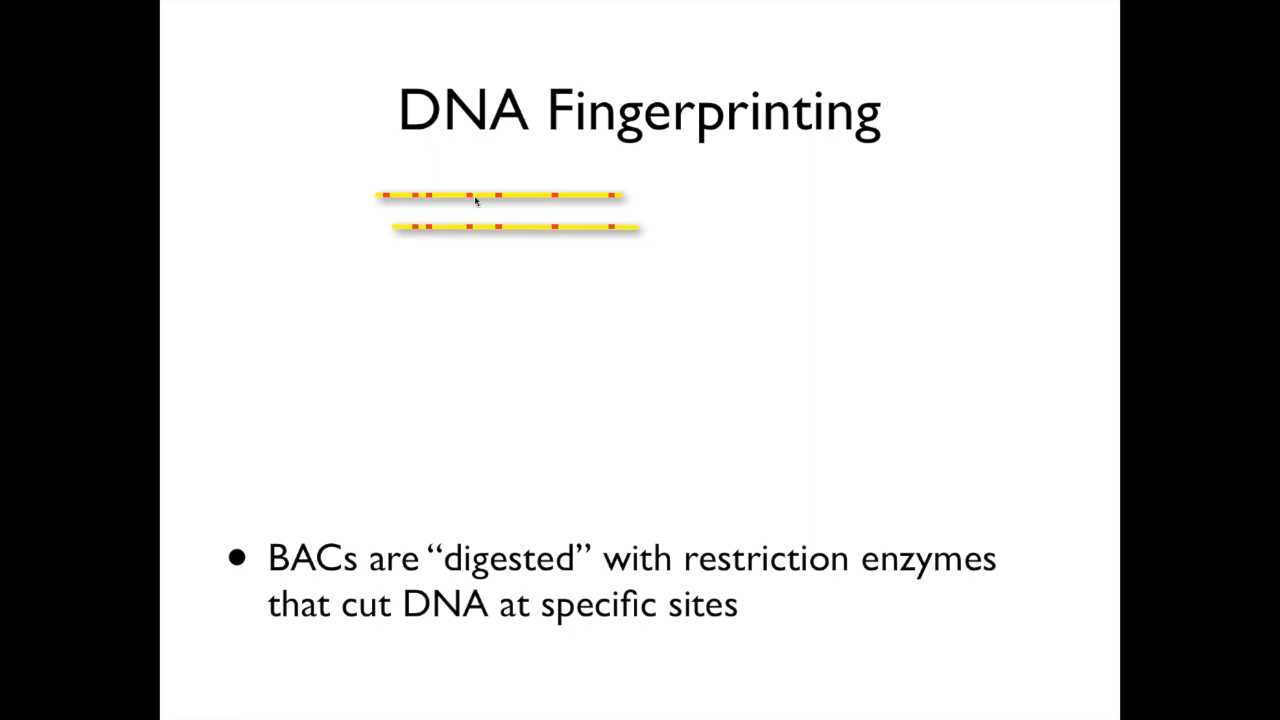 DNA Fingerprinting
• BACs are “digested” with restriction enzymes
that cut DNA at specific sites